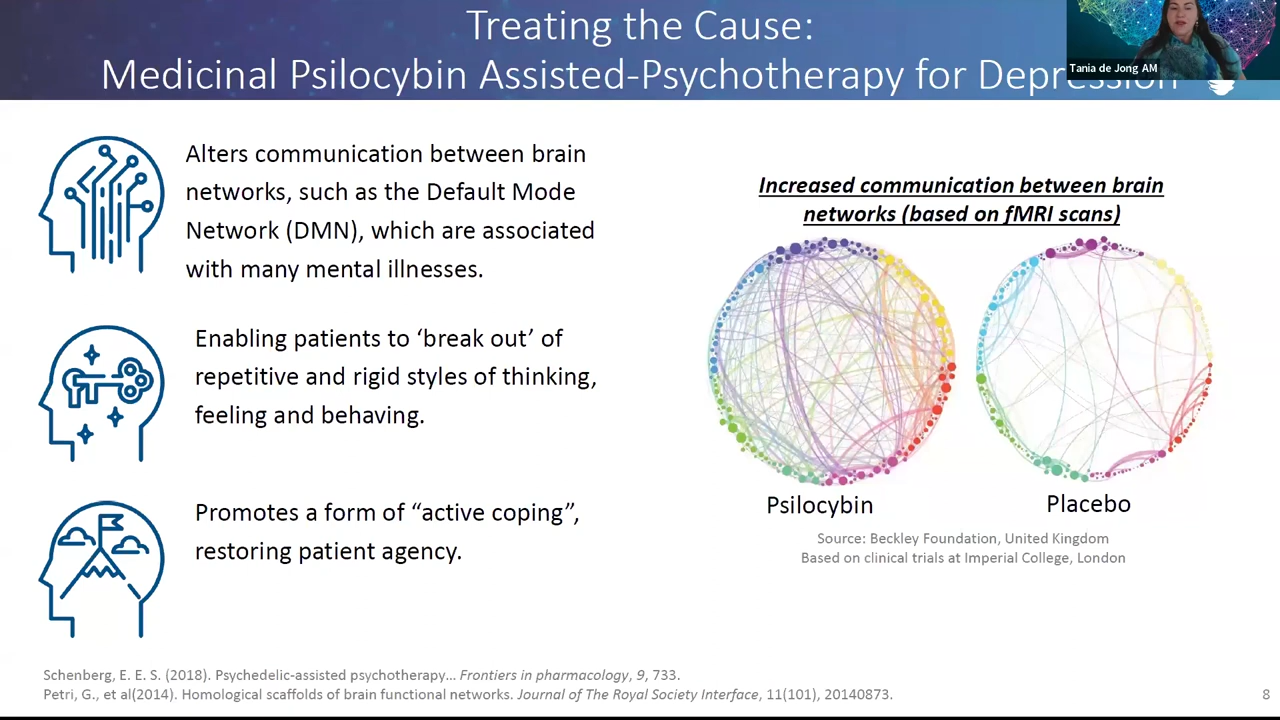 Treating the Cause:
Medicinal Psilocybin Assisted-Psychotherapy for Depression
Tania de Jong AM
Alters communication between brain
networks, such as the Default Mode
Network (DMN), which are associated
with many mental illnesses.
Enabling patients to ‘break out’ of
repetitive and rigid styles of thinking,
feeling and behaving.
Promotes a form of “active coping”,
restoring patient agency.
Increased communication between brain
networks (based on fMRI scans)
Psilocybin
Placebo
Source: Beckley Foundation, United Kingdom
Based on clinical trials at Imperial College, London
Schenberg, E. E. S. (2018). Psychedelic-assisted psychotherapy… Frontiers in pharmacology, 9, 733.
Petri, G., et al(2014). Homological scaffolds of brain functional networks. Journal of The Royal Society Interface, 11(101), 20140873.
8